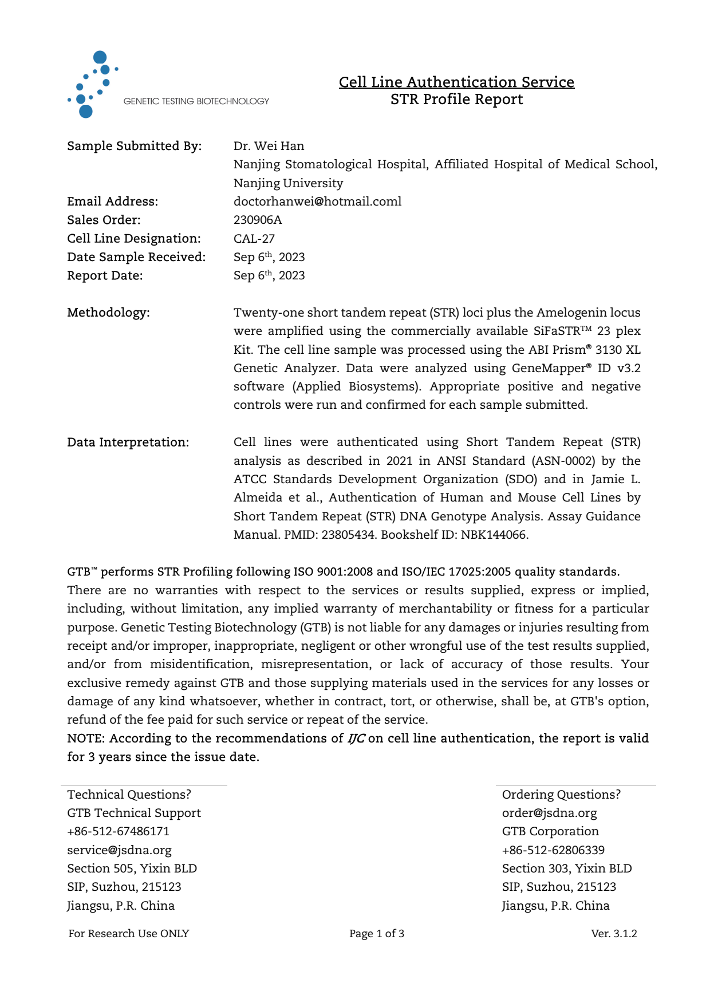 GENETIC TESTING BIOTECHNOLOGY
Cell Line Authentication Service
STR Profile Report
Sample Submitted By: Dr. Wei Han
Nanjing Stomatological Hospital, Affiliated Hospital of Medical School,
Nanjing University
Email Address: doctorhanwei@hotmail.coml
Sales Order: 230906A
Cell Line Designation: CAL-27
Date Sample Received: Sep 6th, 2023
Report Date: Sep 6th, 2023
Methodology: Twenty-one short tandem repeat (STR) loci plus the Amelogenin locus
were amplified using the commercially available SiFaSTR™ 23 plex
Kit. The cell line sample was processed using the ABI Prism® 3130 XL
Genetic Analyzer. Data were analyzed using GeneMapper® ID v3.2
software (Applied Biosystems). Appropriate positive and negative
controls were run and confirmed for each sample submitted.
Data Interpretation: Cell lines were authenticated using Short Tandem Repeat (STR)
analysis as described in 2021 in ANSI Standard (ASN-0002) by the
ATCC Standards Development Organization (SDO) and in Jamie L.
Almeida et al., Authentication of Human and Mouse Cell Lines by
Short Tandem Repeat (STR) DNA Genotype Analysis. Assay Guidance
Manual. PMID: 23805434. Bookshelf ID: NBK144066.
GTB™ performs STR Profiling following ISO 9001:2008 and ISO/IEC 17025:2005 quality standards.
There are no warranties with respect to the services or results supplied, express or implied,
including, without limitation, any implied warranty of merchantability or fitness for a particular
purpose. Genetic Testing Biotechnology (GTB) is not liable for any damages or injuries resulting from
receipt and/or improper, inappropriate, negligent or other wrongful use of the test results supplied,
and/or from misidentification, misrepresentation, or lack of accuracy of those results. Your
exclusive remedy against GTB and those supplying materials used in the services for any losses or
damage of any kind whatsoever, whether in contract, tort, or otherwise, shall be, at GTB's option,
refund of the fee paid for such service or repeat of the service.
NOTE: According to the recommendations of IJC on cell line authentication, the report is valid
for 3 years since the issue date.
Technical Questions?
GTB Technical Support
+86-512-67486171
service@jsdna.org
Section 505, Yixin BLD
SIP, Suzhou, 215123
Jiangsu, P.R. China
Ordering Questions?
order@jsdna.org
GTB Corporation
+86-512-62806339
Section 303, Yixin BLD
SIP, Suzhou, 215123
Jiangsu, P.R. China
For Research Use ONLY Page 1 of 3 Ver. 3.1.2